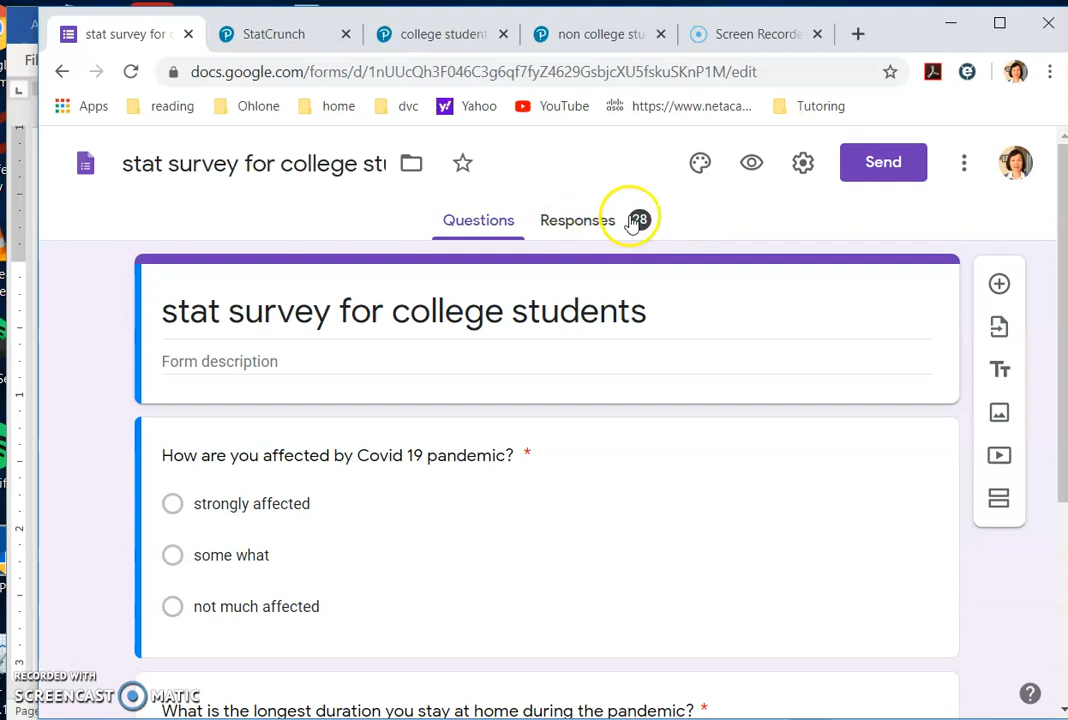 stat survey for c
StatCrunch
college student
non college stu
Screen Recorde
docs.google.com/forms/d/1nUUcQh3F046C3g6qf7fyZ4629GsbjcXU5fskuSKnP1M/edit
Apps reading Ohlone home dvc Yahoo YouTube https://www.netaca... Tutoring
stat survey for college stu
Send
Questions Responses 28
stat survey for college students
Form description
How are you affected by Covid 19 pandemic? *
strongly affected
some what
not much affected
What is the longest duration you stay at home during the pandemic? *
RECORDED WITH
SCREENCAST MATIC